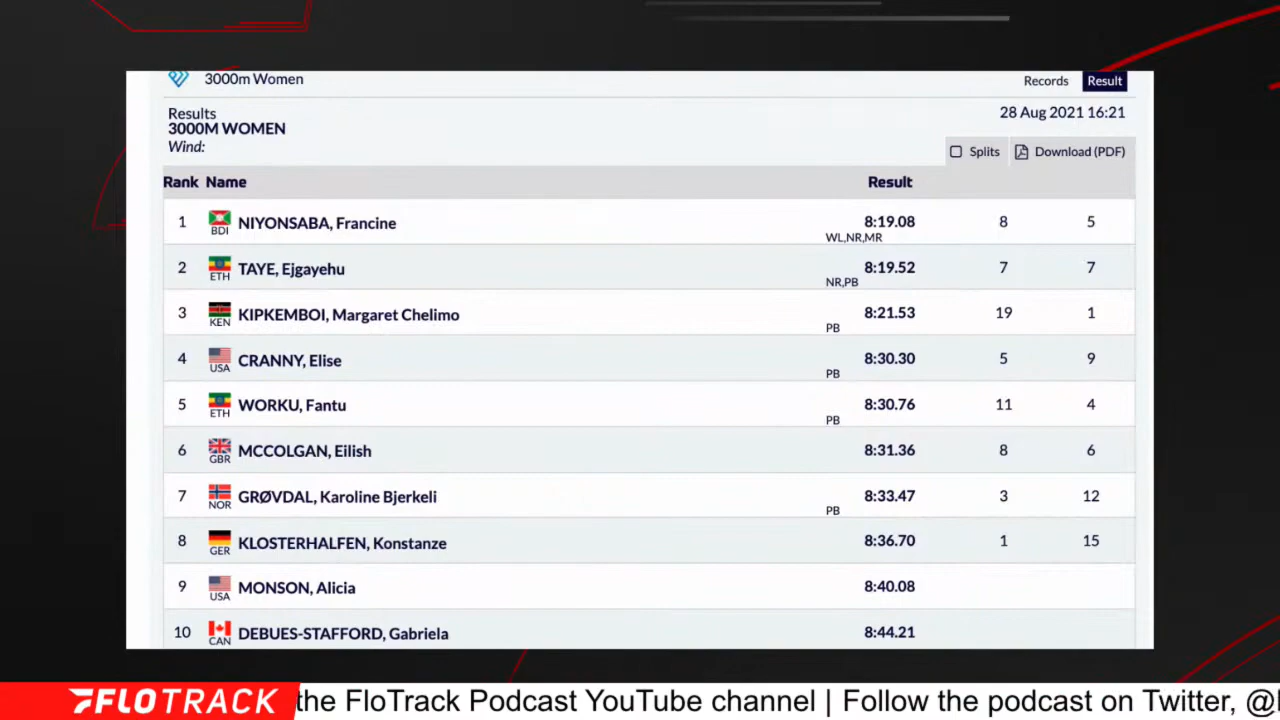 3000m Women
Records Result
Results
28 Aug 2021 16:21
3000M WOMEN
Wind:
Splits Download (PDF)
Rank Name Result
1 BDI NIYONSABA, Francine 8:19.08 WL,NR,MR 8 5
2 ETH TAYE, Ejgayehu 8:19.52 NR,PB 7 7
3 KEN KIPKEMBOI, Margaret Chelimo 8:21.53 PB 19 1
4 USA CRANNY, Elise 8:30.30 PB 5 9
5 ETH WORKU, Fantu 8:30.76 PB 11 4
6 GBR MCCOLGAN, Eilish 8:31.36 8 6
7 NOR GRØVDAL, Karoline Bjerkeli 8:33.47 PB 3 12
8 GER KLOSTERHALFEN, Konstanze 8:36.70 1 15
9 USA MONSON, Alicia 8:40.08
10 CAN DEBUES-STAFFORD, Gabriela 8:44.21
FLOTRACK the FloTrack Podcast YouTube channel | Follow the podcast on Twitter, @